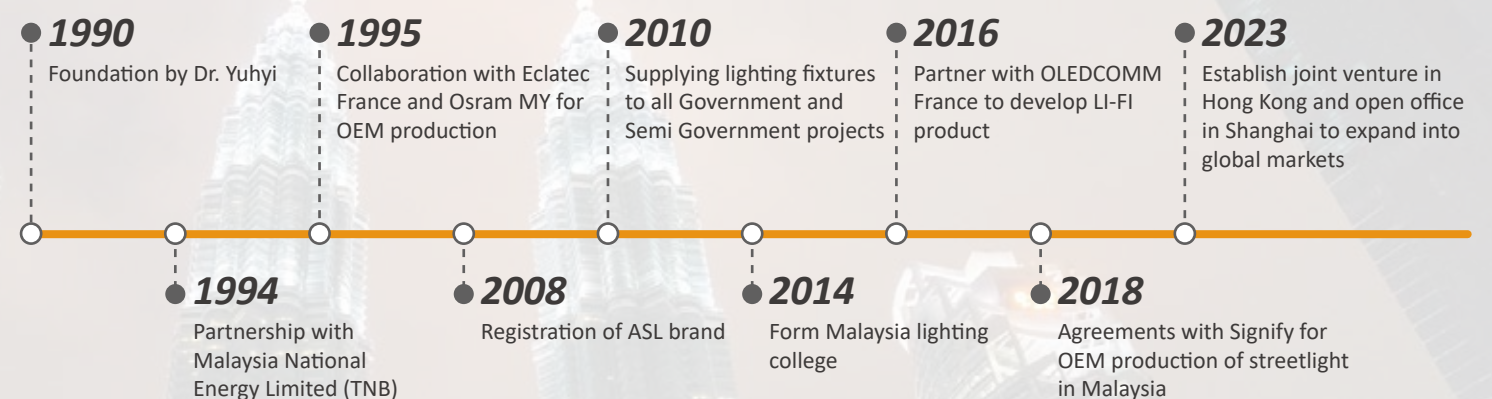 1990
Foundation by Dr. Yuhyi
1994
Partnership with
Malaysia National
Energy Limited (TNB)
1995
Collaboration with Eclatec
France and Osram MY for
OEM production
2008
Registration of ASL brand
2010
Supplying lighting fixtures
to all Government and
Semi Government projects
2014
Form Malaysia lighting
college
2016
Partner with OLEDCOMM
France to develop LI-FI
product
2018
Agreements with Signify for
OEM production of streetlight
in Malaysia
2023
Establish joint venture in
Hong Kong and open office
in Shanghai to expand into
global markets